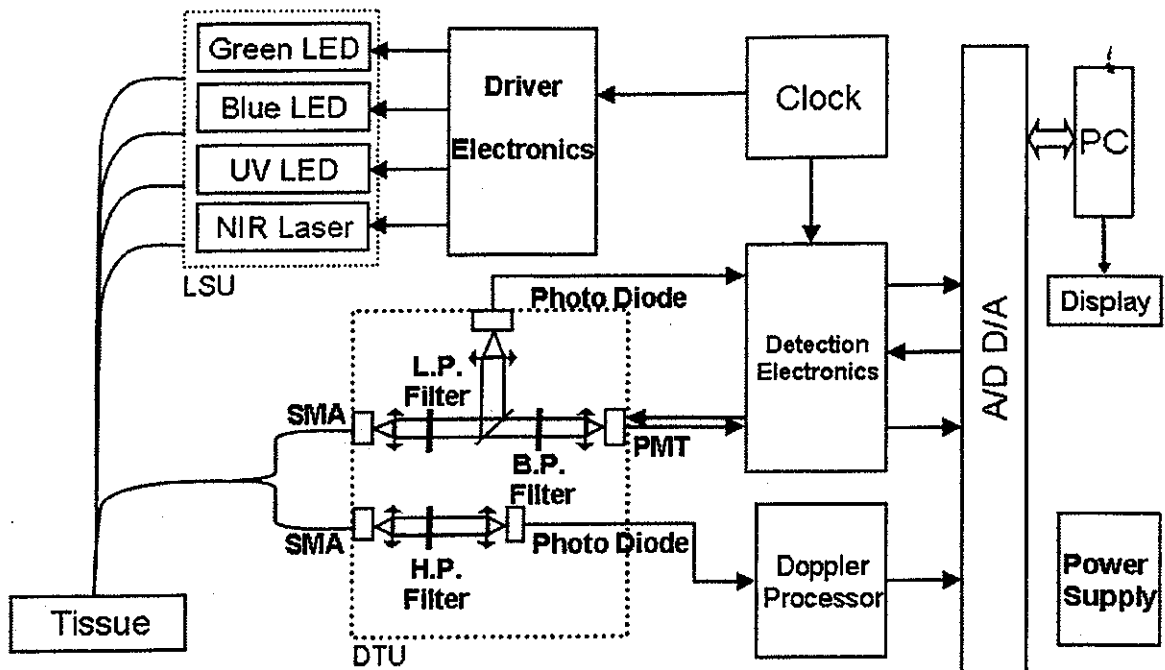 Green LED
Blue LED
UV LED
NIR Laser
LSU
Driver
Electronics
Clock
PC
Display
A/D D/A
Photo Diode
Detection
Electronics
L.P.
Filter
SMA
PMT
B.P.
Filter
SMA
H.P.
Filter
Photo Diode
Doppler
Processor
Power
Supply
Tissue
DTU